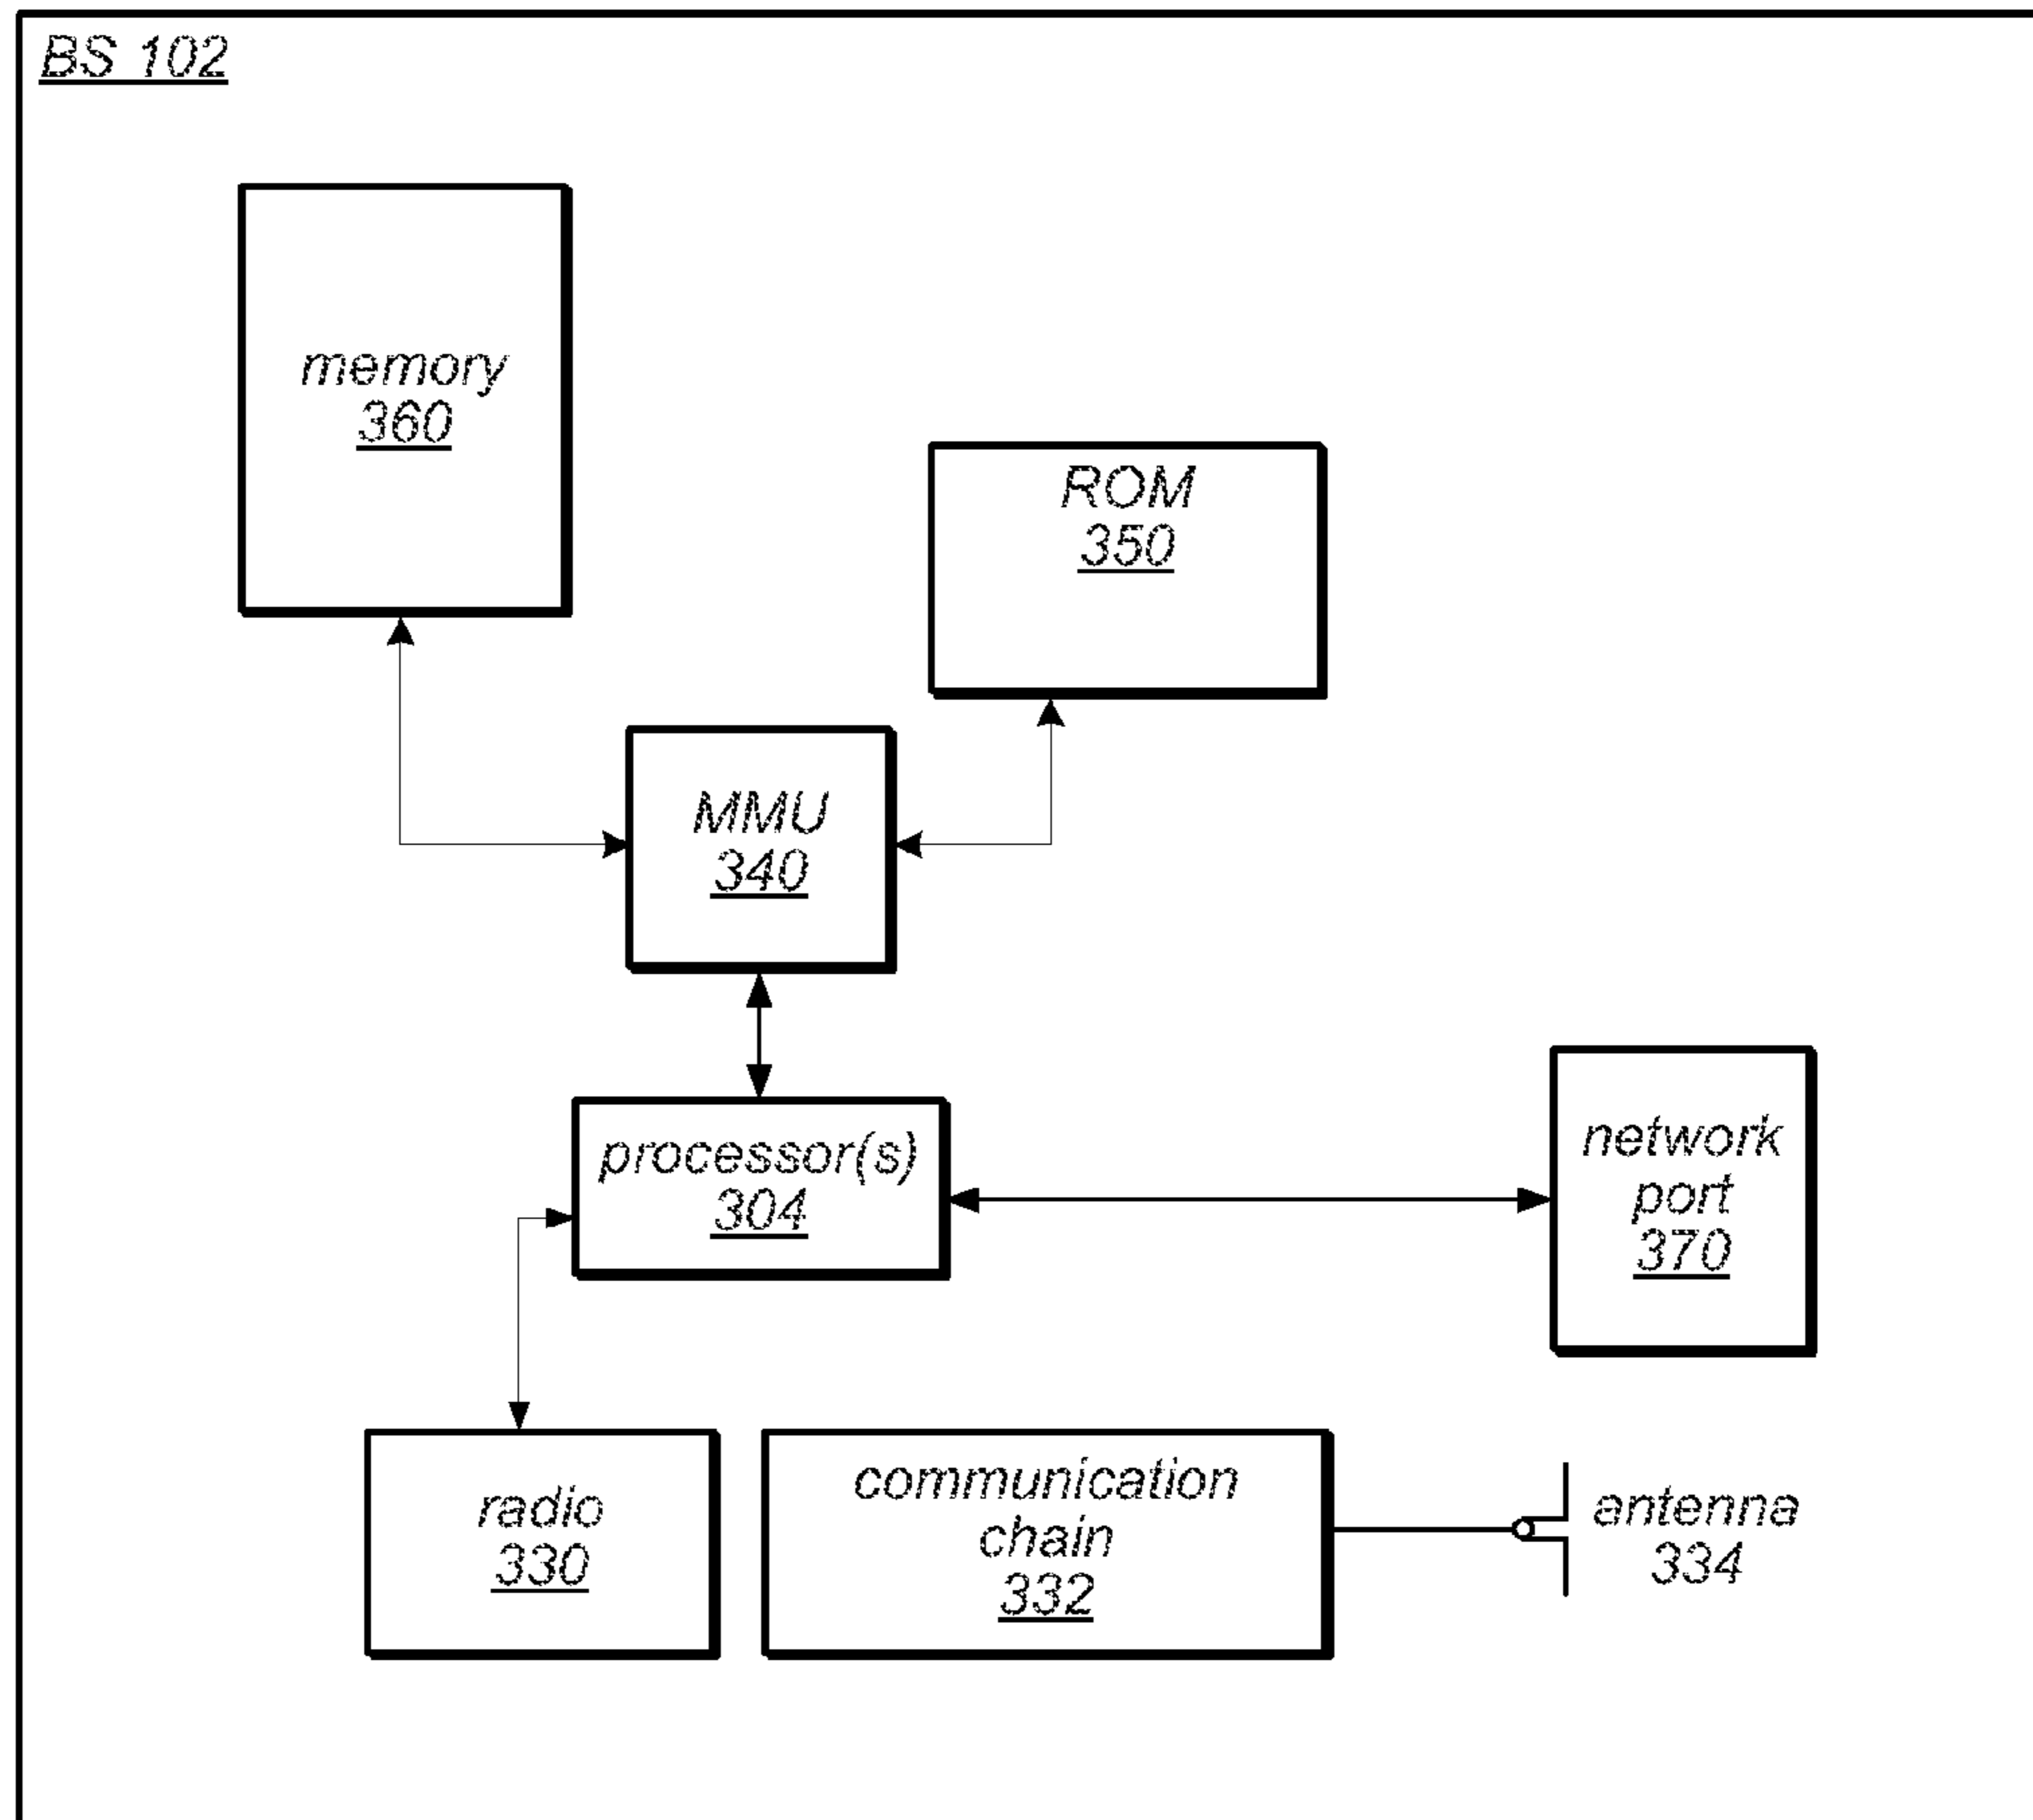 BS 102
memory
360
ROM
350
MMU
340
processor(s)
304
network
port
370
radio
330
communication
chain
332
antenna
334